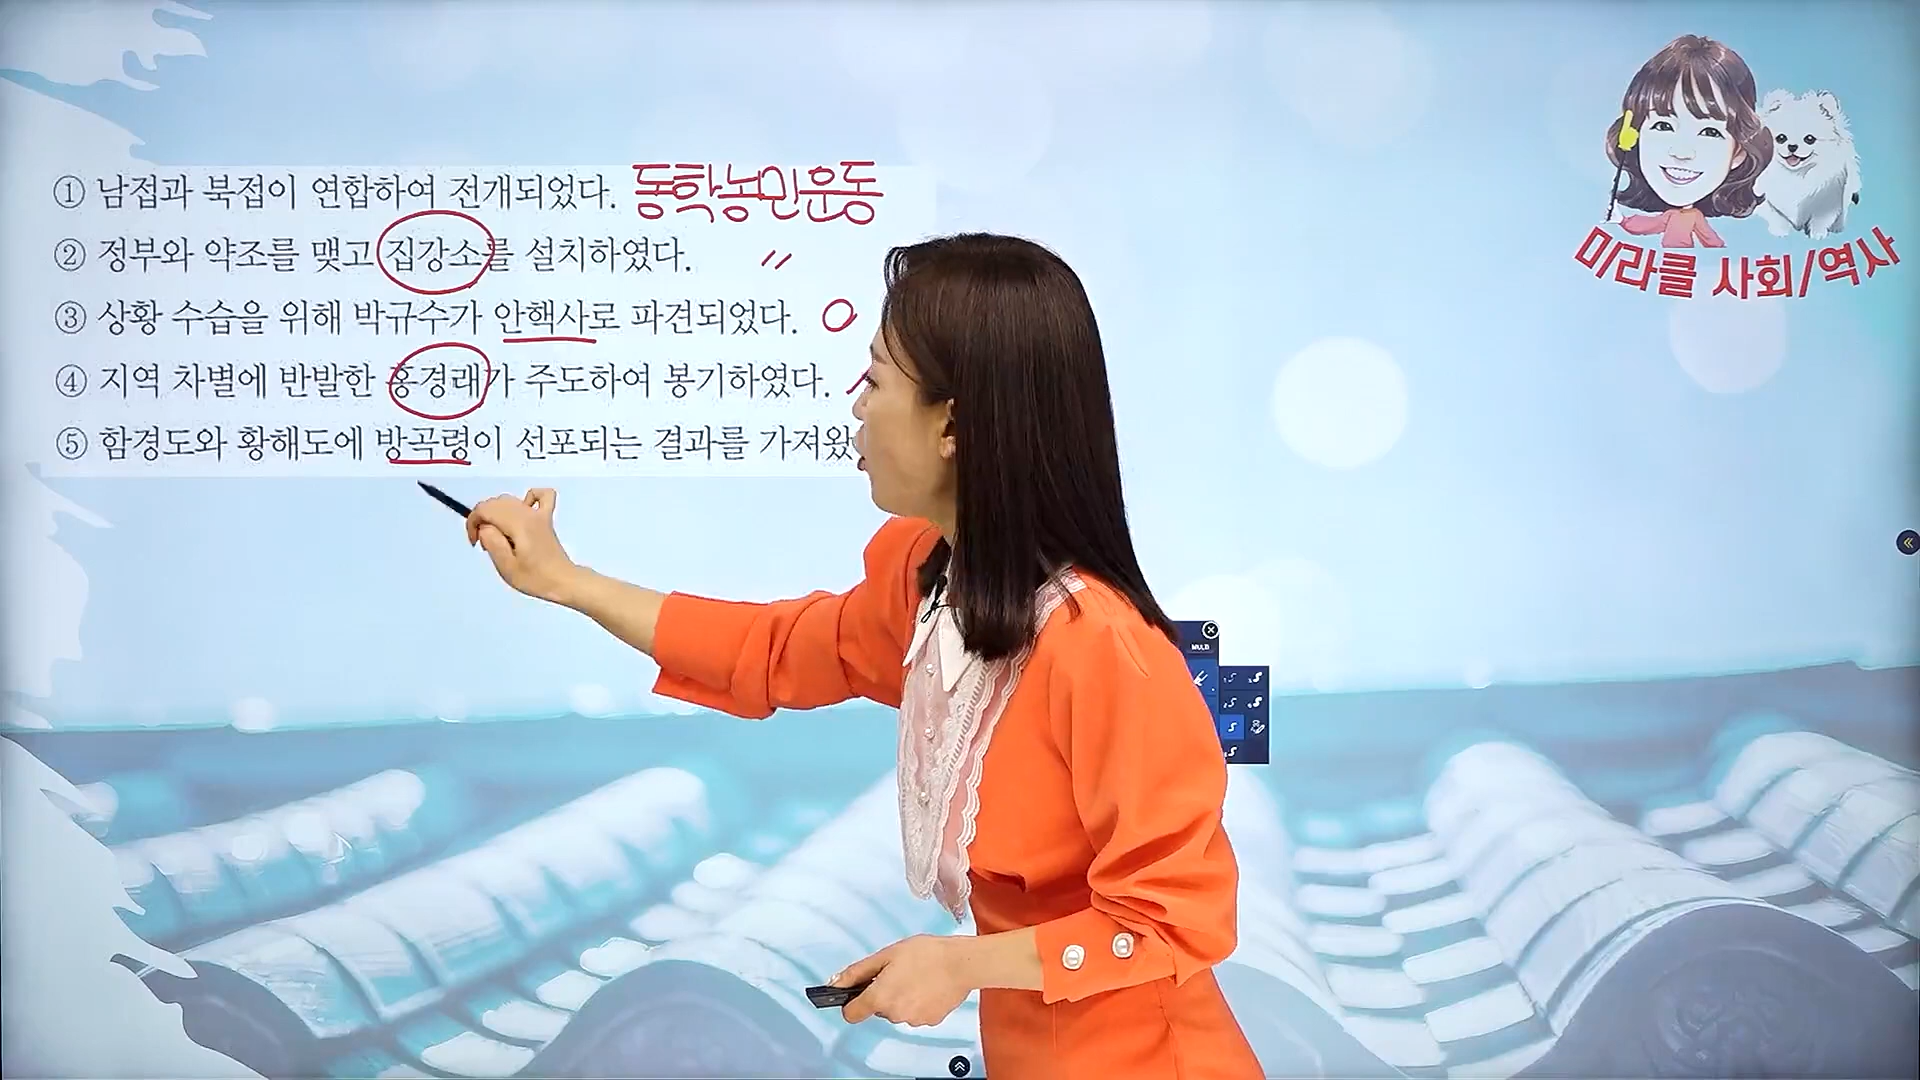 ① 남접과 북접이 연합하여 전개되었다. 동학농민운동
② 정부와 약조를 맺고 집강소를 설치하였다. 〃
③ 상황 수습을 위해 박규수가 안핵사로 파견되었다. O
④ 지역 차별에 반발한 홍경래가 주도하여 봉기하였다.
⑤ 함경도와 황해도에 방곡령이 선포되는 결과를 가져왔
미라클 사회/역사
MULTI